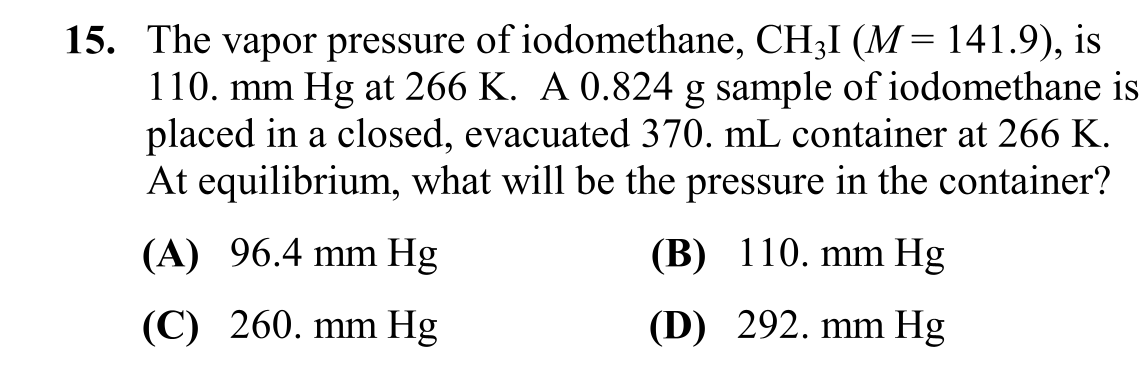 15. The vapor pressure of iodomethane, CH₃I (M = 141.9), is
110. mm Hg at 266 K. A 0.824 g sample of iodomethane is
placed in a closed, evacuated 370. mL container at 266 K.
At equilibrium, what will be the pressure in the container?
(A) 96.4 mm Hg (B) 110. mm Hg
(C) 260. mm Hg (D) 292. mm Hg